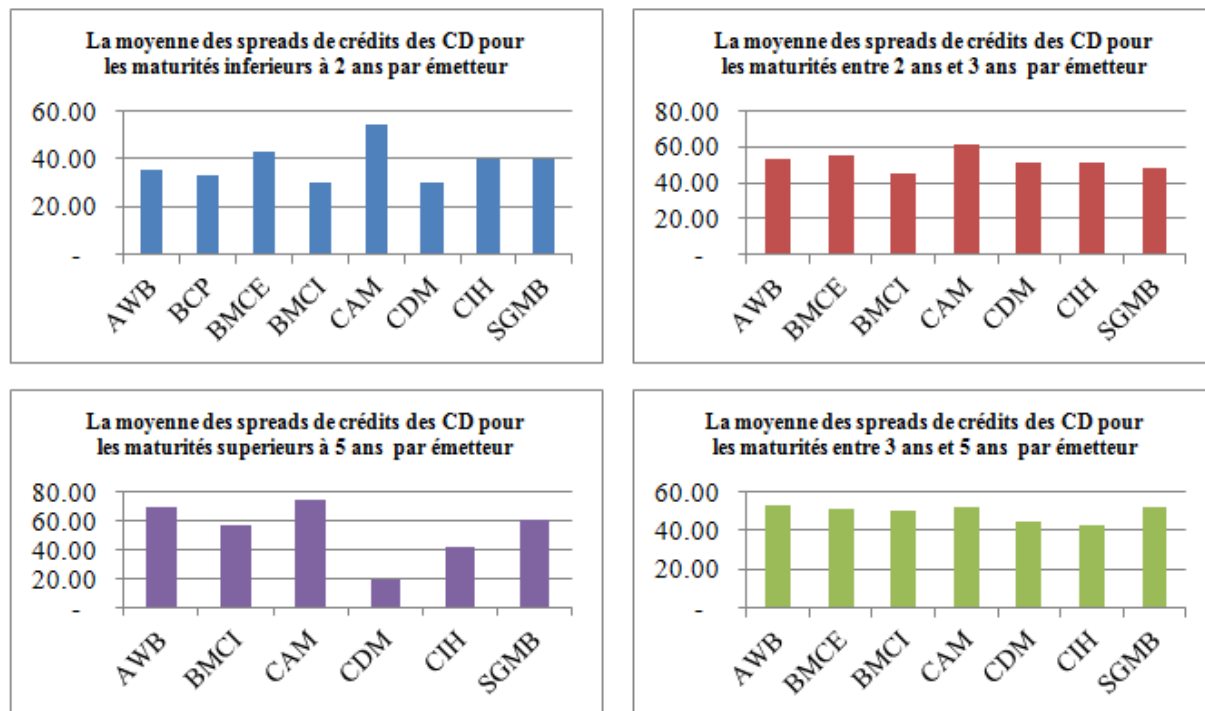 La moyenne des spreads de crédits des CD pour
les maturités inferieurs à 2 ans par émetteur
60.00
40.00
20.00
-
AWB
BCP
BMCE
BMCI
CAM
CDM
CIH
SGMB
La moyenne des spreads de crédits des CD pour
les maturités entre 2 ans et 3 ans par émetteur
80.00
60.00
40.00
20.00
-
AWB
BMCE
BMCI
CAM
CDM
CIH
SGMB
La moyenne des spreads de crédits des CD pour
les maturités superieurs à 5 ans par émetteur
80.00
60.00
40.00
20.00
-
AWB
BMCI
CAM
CDM
CIH
SGMB
La moyenne des spreads de crédits des CD pour
les maturités entre 3 ans et 5 ans par émetteur
60.00
40.00
20.00
-
AWB
BMCE
BMCI
CAM
CDM
CIH
SGMB